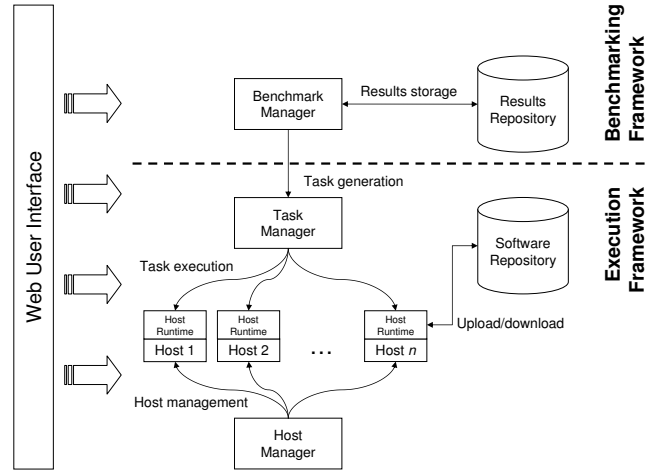 Web User Interface
Benchmark
Manager
Results storage
Results
Repository
Benchmarking
Framework
Task generation
Task
Manager
Task execution
Software
Repository
Execution
Framework
Host
Runtime
Host 1
Host
Runtime
Host 2
...
Host
Runtime
Host n
Upload/download
Host management
Host
Manager